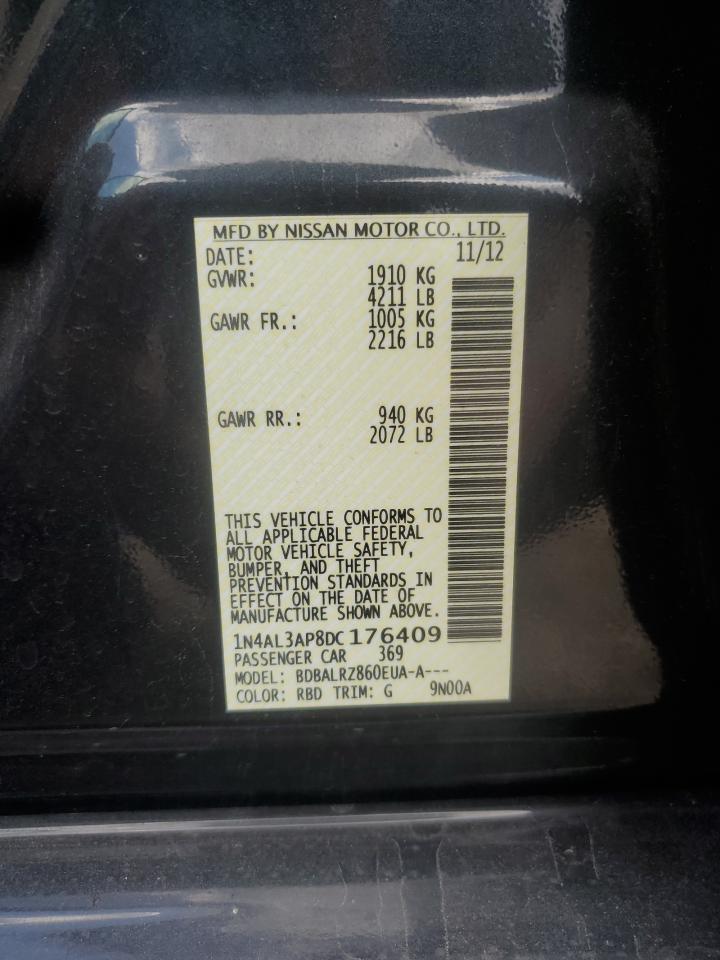 MFD BY NISSAN MOTOR CO., LTD.
DATE: 11/12
GVWR: 1910 KG
4211 LB
GAWR FR.: 1005 KG
2216 LB
GAWR RR.: 940 KG
2072 LB
THIS VEHICLE CONFORMS TO
ALL APPLICABLE FEDERAL
MOTOR VEHICLE SAFETY,
BUMPER, AND THEFT
PREVENTION STANDARDS IN
EFFECT ON THE DATE OF
MANUFACTURE SHOWN ABOVE.
1N4AL3AP8DC176409
PASSENGER CAR 369
MODEL: BDBALRZ860EUA-A---
COLOR: RBD TRIM: G 9N00A